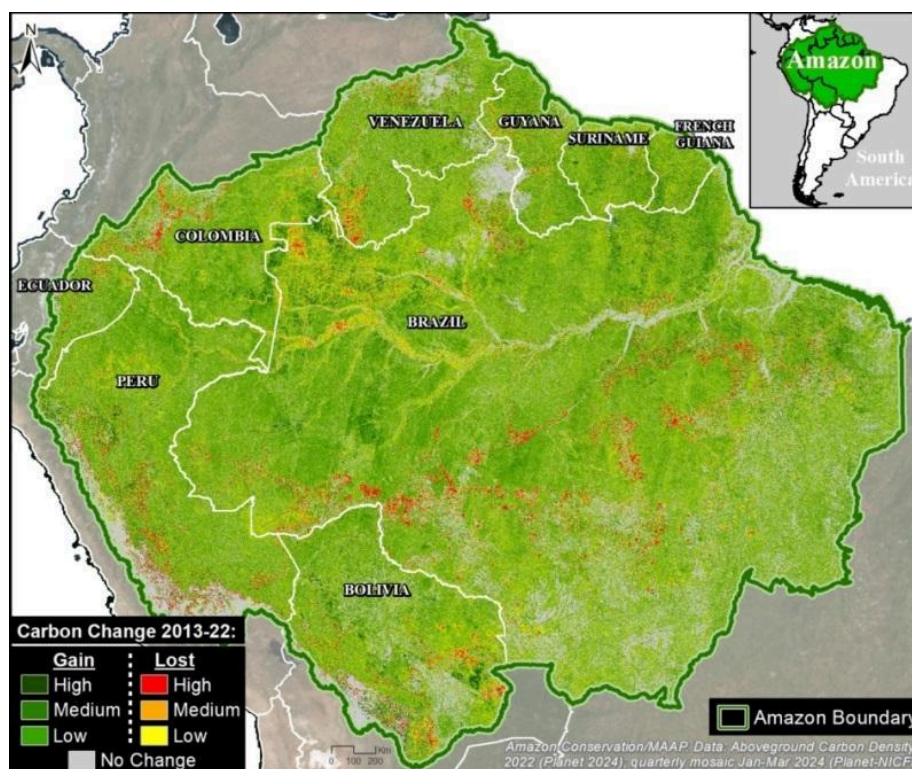 N
Amazon
South
America
VENEZUELA
GUYANA
SURINAME
FRENCH
GUIANA
COLOMBIA
ECUADOR
BRAZIL
PERU
BOLIVIA
Carbon Change 2013-22:
Gain Lost
High High
Medium Medium
Low Low
No Change
0 100 200 Km
Amazon Boundary
Amazon Conservation/MAAP. Data: Aboveground Carbon Density
2022 (Planet 2024); quarterly mosaic Jan-Mar 2024 (Planet-NICF